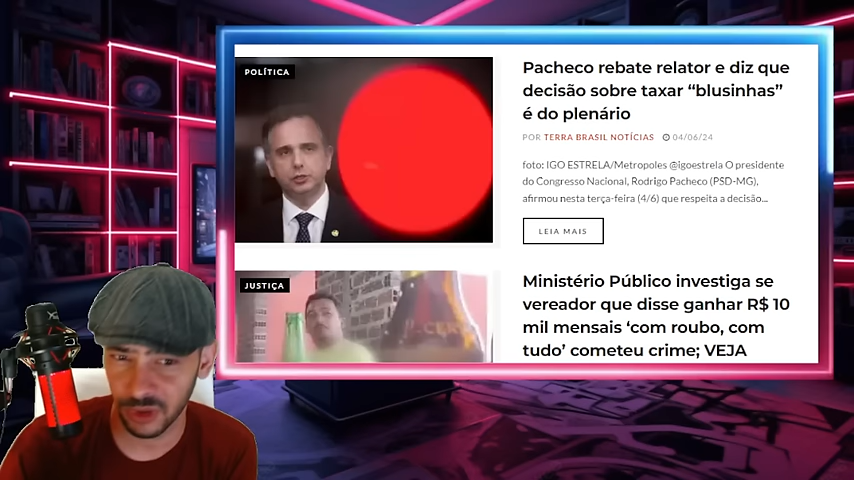 POLÍTICA
Pacheco rebate relator e diz que
decisão sobre taxar “blusinhas”
é do plenário
POR TERRA BRASIL NOTÍCIAS 04/06/24
foto: IGO ESTRELA/Metropoles @igoestrela O presidente
do Congresso Nacional, Rodrigo Pacheco (PSD-MG),
afirmou nesta terça-feira (4/6) que respeita a decisão...
LEIA MAIS
JUSTIÇA
Ministério Público investiga se
vereador que disse ganhar R$ 10
mil mensais ‘com roubo, com
tudo’ cometeu crime; VEJA